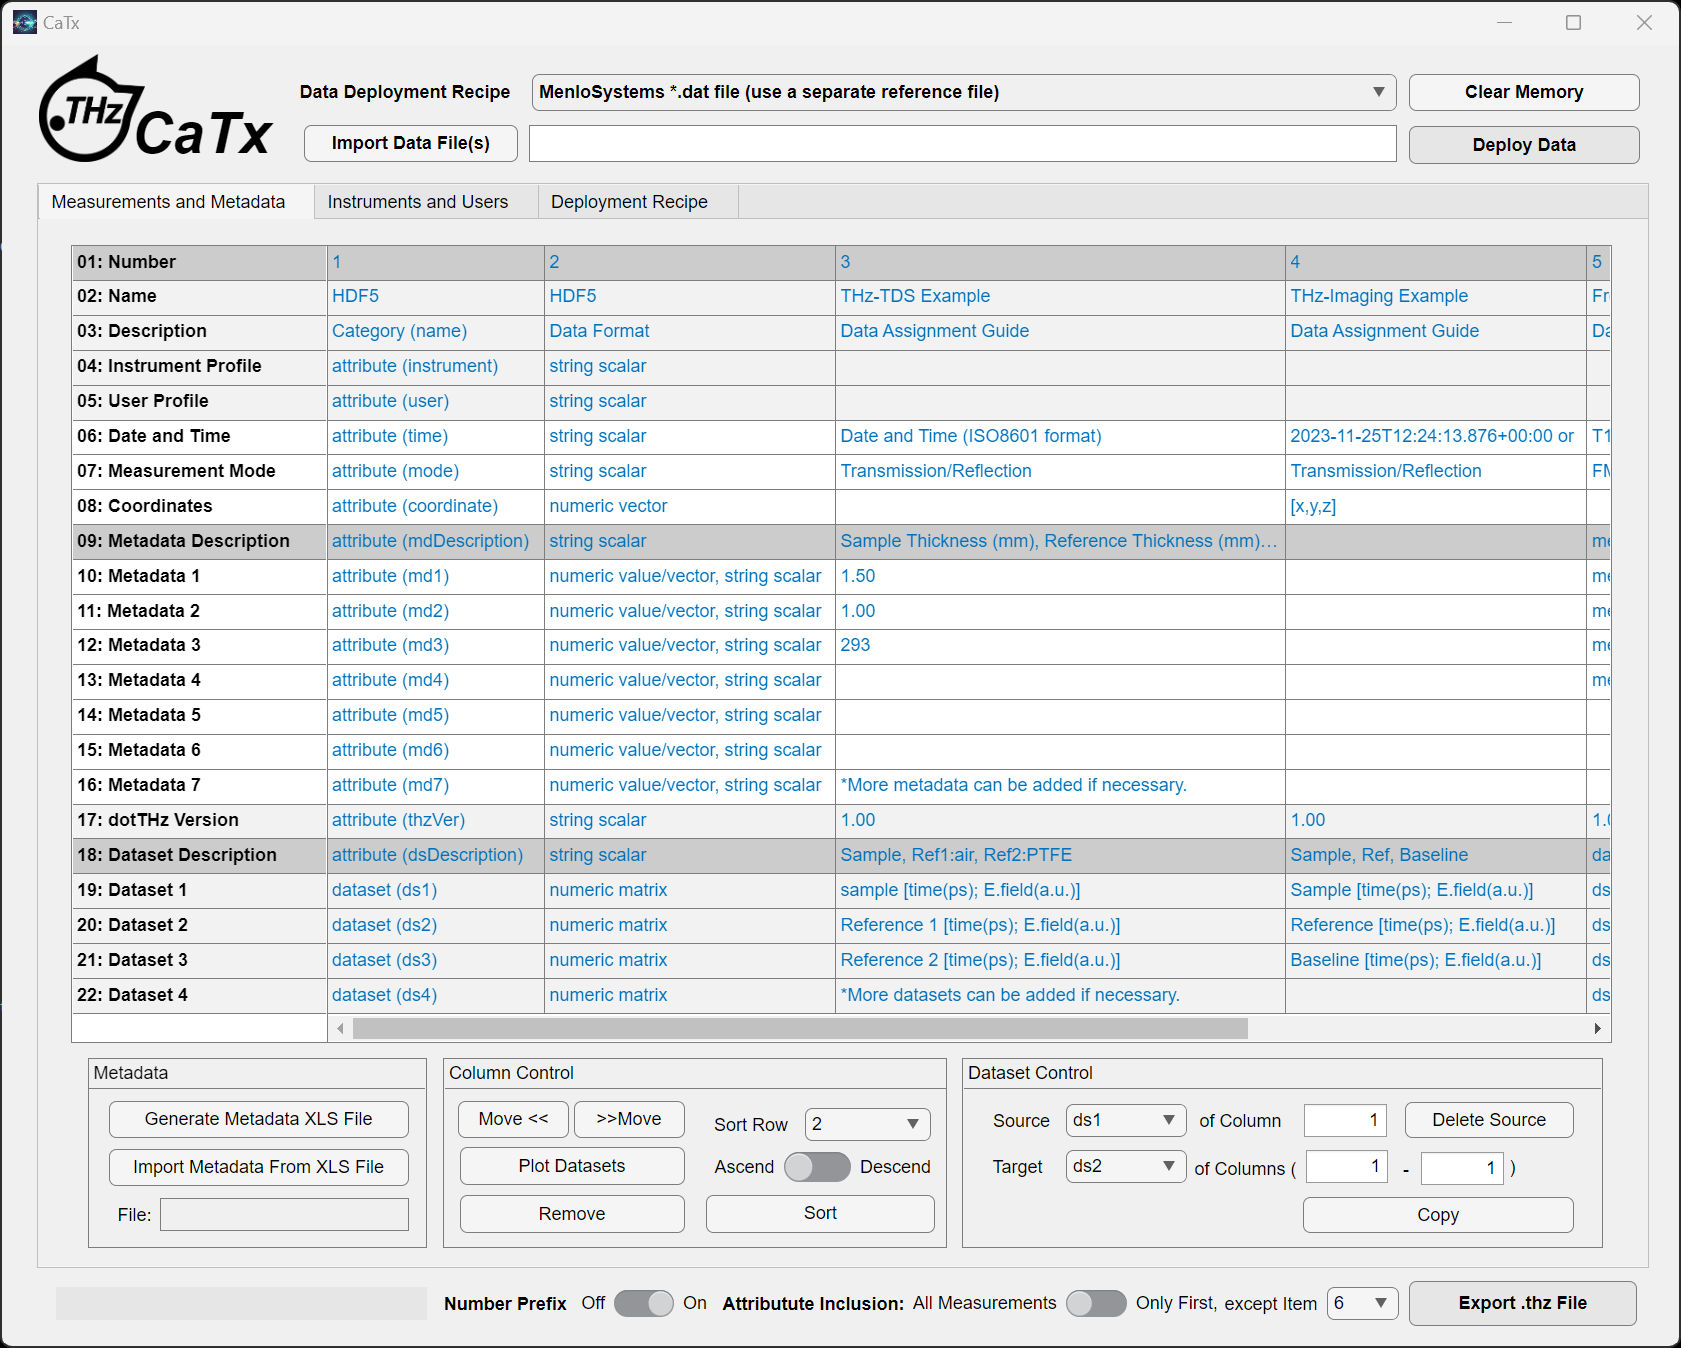 CaTx
THz CaTx
Data Deployment Recipe MenloSystems *.dat file (use a separate reference file) Clear Memory
Import Data File(s) Deploy Data
Measurements and Metadata Instruments and Users Deployment Recipe
01: Number 1 2 3 4 5
02: Name HDF5 HDF5 THz-TDS Example THz-Imaging Example Fr
03: Description Category (name) Data Format Data Assignment Guide Data Assignment Guide Da
04: Instrument Profile attribute (instrument) string scalar
05: User Profile attribute (user) string scalar
06: Date and Time attribute (time) string scalar Date and Time (ISO8601 format) 2023-11-25T12:24:13.876+00:00 or T1
07: Measurement Mode attribute (mode) string scalar Transmission/Reflection Transmission/Reflection FM
08: Coordinates attribute (coordinate) numeric vector [x,y,z]
09: Metadata Description attribute (mdDescription) string scalar Sample Thickness (mm), Reference Thickness (mm)… me
10: Metadata 1 attribute (md1) numeric value/vector, string scalar 1.50 me
11: Metadata 2 attribute (md2) numeric value/vector, string scalar 1.00 me
12: Metadata 3 attribute (md3) numeric value/vector, string scalar 293 me
13: Metadata 4 attribute (md4) numeric value/vector, string scalar me
14: Metadata 5 attribute (md5) numeric value/vector, string scalar
15: Metadata 6 attribute (md6) numeric value/vector, string scalar
16: Metadata 7 attribute (md7) numeric value/vector, string scalar *More metadata can be added if necessary.
17: dotTHz Version attribute (thzVer) string scalar 1.00 1.00 1.0
18: Dataset Description attribute (dsDescription) string scalar Sample, Ref1:air, Ref2:PTFE Sample, Ref, Baseline da
19: Dataset 1 dataset (ds1) numeric matrix sample [time(ps); E.field(a.u.)] Sample [time(ps); E.field(a.u.)] ds
20: Dataset 2 dataset (ds2) numeric matrix Reference 1 [time(ps); E.field(a.u.)] Reference [time(ps); E.field(a.u.)] ds
21: Dataset 3 dataset (ds3) numeric matrix Reference 2 [time(ps); E.field(a.u.)] Baseline [time(ps); E.field(a.u.)] ds
22: Dataset 4 dataset (ds4) numeric matrix *More datasets can be added if necessary. ds
Metadata
Generate Metadata XLS File
Import Metadata From XLS File
File:
Column Control
Move << >>Move Sort Row 2
Plot Datasets Ascend Descend
Remove Sort
Dataset Control
Source ds1 of Column 1 Delete Source
Target ds2 of Columns ( 1 - 1 )
Copy
Number Prefix Off On Attributute Inclusion: All Measurements Only First, except Item 6 Export .thz File